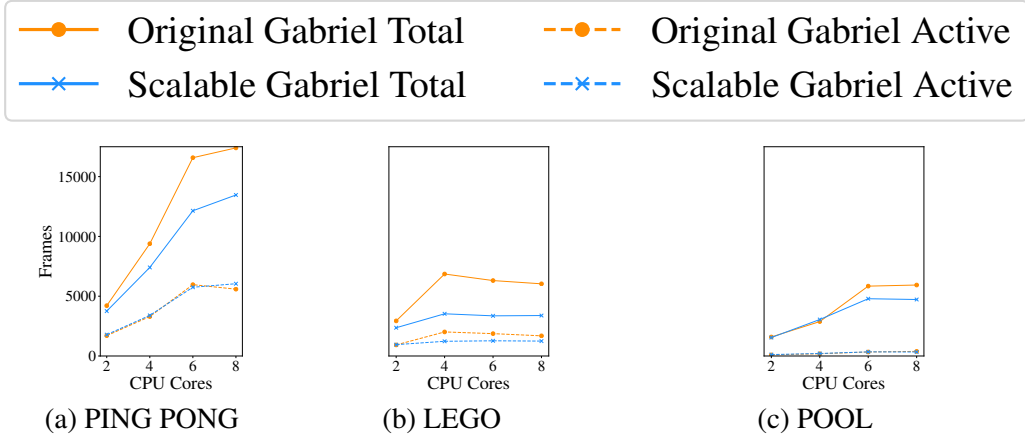 Original Gabriel Total
Original Gabriel Active
Scalable Gabriel Total
Scalable Gabriel Active
15000
10000
5000
0
Frames
2 4 6 8
CPU Cores
(a) PING PONG
2 4 6 8
CPU Cores
(b) LEGO
2 4 6 8
CPU Cores
(c) POOL